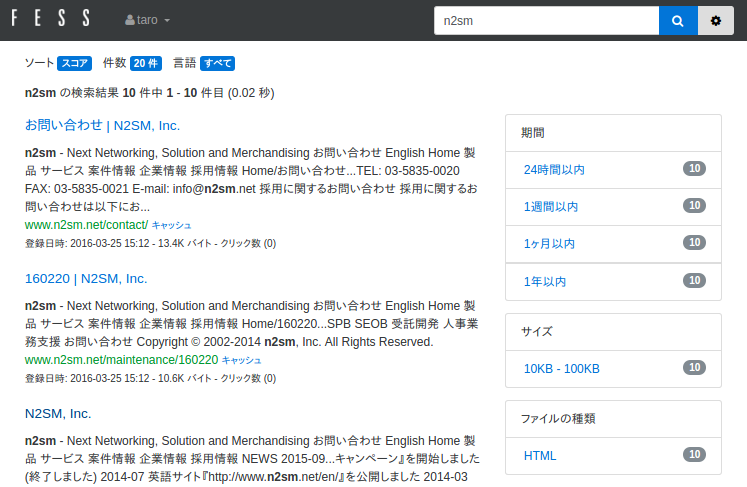 FESS
taro
n2sm
ソート スコア 件数 20 件 言語 すべて
n2sm の検索結果 10 件中 1 - 10 件目 (0.02 秒)
お問い合わせ | N2SM, Inc.
n2sm - Next Networking, Solution and Merchandising お問い合わせ English Home 製
品 サービス 案件情報 企業情報 採用情報 Home/お問い合わせ...TEL: 03-5835-0020
FAX: 03-5835-0021 E-mail: info@n2sm.net 採用に関するお問い合わせ 採用に関するお
問い合わせは以下にお...
www.n2sm.net/contact/ キャッシュ
登録日時: 2016-03-25 15:12 - 13.4K バイト - クリック数 (0)
160220 | N2SM, Inc.
n2sm - Next Networking, Solution and Merchandising お問い合わせ English Home 製
品 サービス 案件情報 企業情報 採用情報 Home/160220...SPB SEOB 受託開発 人事業
務支援 お問い合わせ Copyright © 2002-2014 n2sm, Inc. All Rights Reserved.
www.n2sm.net/maintenance/160220 キャッシュ
登録日時: 2016-03-25 15:12 - 10.6K バイト - クリック数 (0)
N2SM, Inc.
n2sm - Next Networking, Solution and Merchandising お問い合わせ English Home 製
品 サービス 案件情報 企業情報 採用情報 NEWS 2015-09...キャンペーン』を開始しました
(終了しました) 2014-07 英語サイト『http://www.n2sm.net/en/』を公開しました 2014-03
期間
24時間以内 10
1週間以内 10
1ヶ月以内 10
1年以内 10
サイズ
10KB - 100KB 10
ファイルの種類
HTML 10